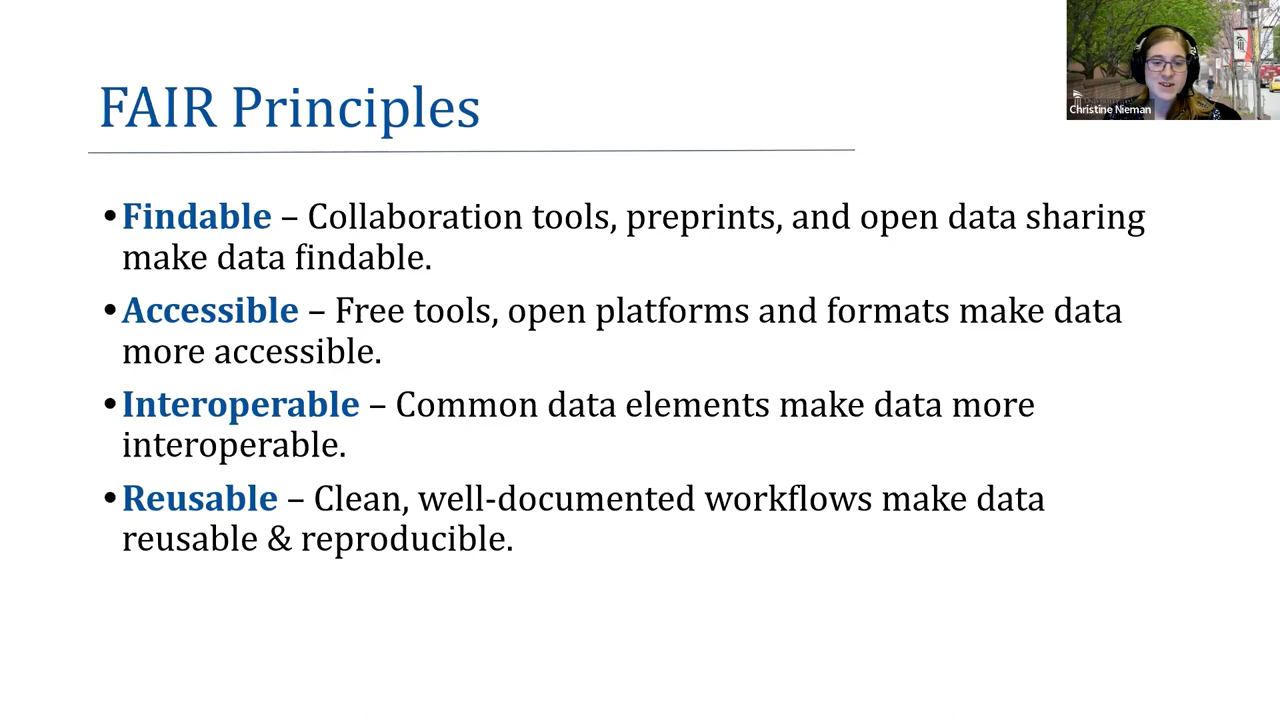 FAIR Principles
Christine Nieman
• Findable – Collaboration tools, preprints, and open data sharing
make data findable.
• Accessible – Free tools, open platforms and formats make data
more accessible.
• Interoperable – Common data elements make data more
interoperable.
• Reusable – Clean, well-documented workflows make data
reusable & reproducible.